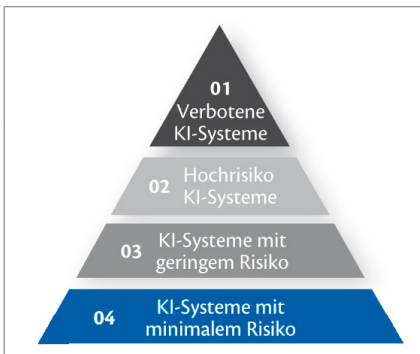 01
Verbotene
KI-Systeme
02 Hochrisiko
KI-Systeme
03 KI-Systeme mit
geringem Risiko
04 KI-Systeme mit
minimalem Risiko